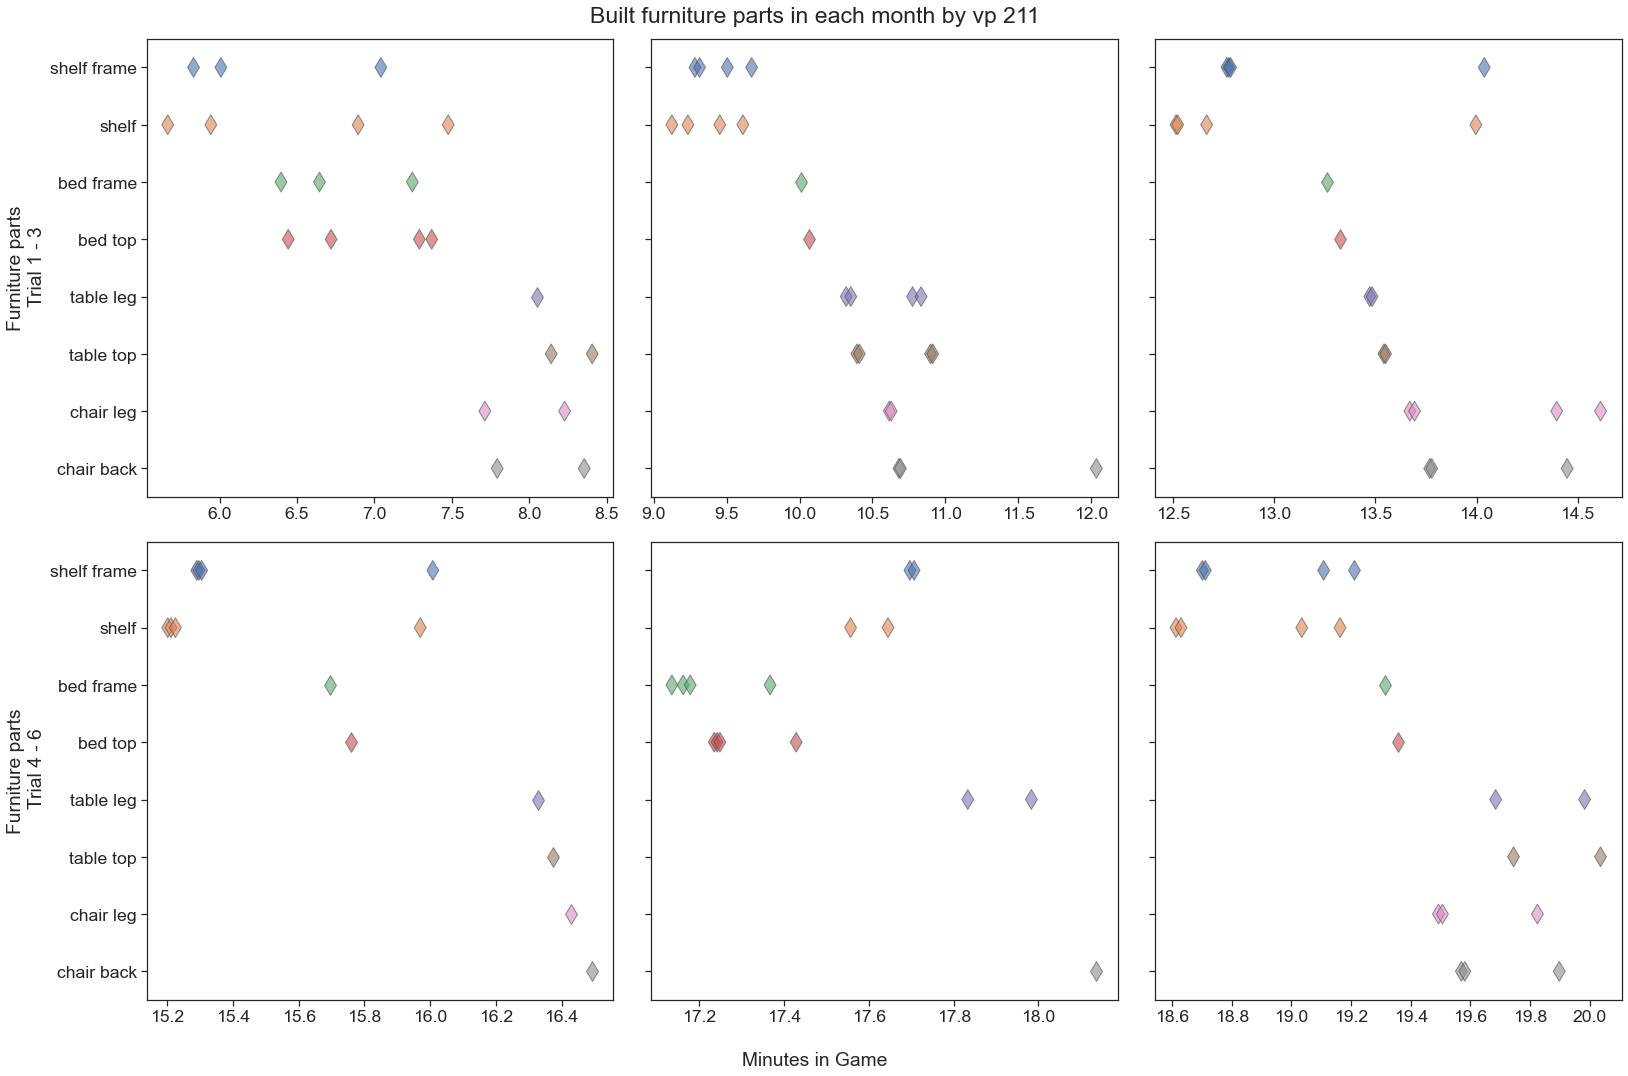 Built furniture parts in each month by vp 211
Furniture parts
Trial 1 - 3
shelf frame
shelf
bed frame
bed top
table leg
table top
chair leg
chair back
6.0 6.5 7.0 7.5 8.0 8.5
9.0 9.5 10.0 10.5 11.0 11.5 12.0
12.5 13.0 13.5 14.0 14.5
Furniture parts
Trial 4 - 6
shelf frame
shelf
bed frame
bed top
table leg
table top
chair leg
chair back
15.2 15.4 15.6 15.8 16.0 16.2 16.4
17.2 17.4 17.6 17.8 18.0
18.6 18.8 19.0 19.2 19.4 19.6 19.8 20.0
Minutes in Game